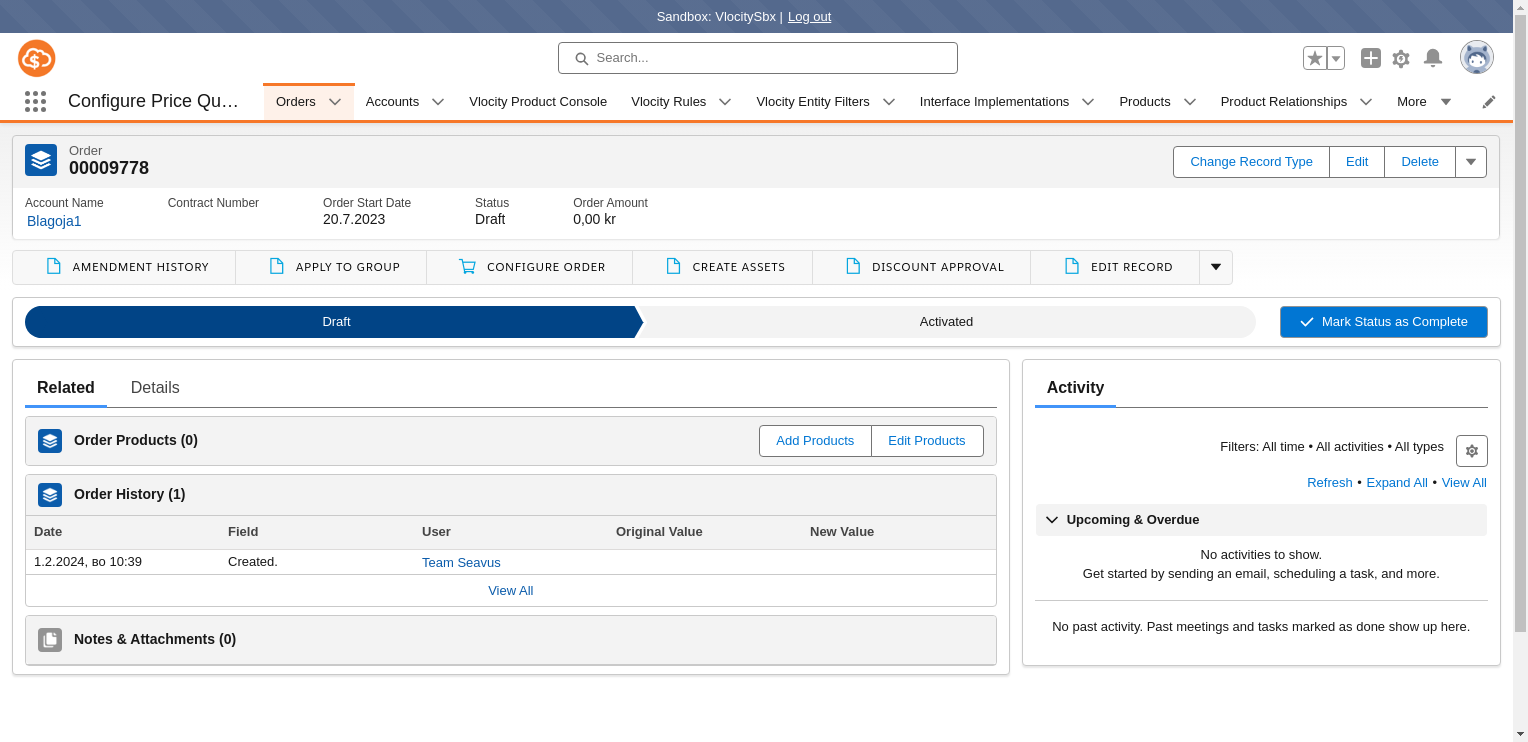 Sandbox: VlocitySbx | Log out
Search...
Configure Price Qu...
Orders
Accounts
Vlocity Product Console
Vlocity Rules
Vlocity Entity Filters
Interface Implementations
Products
Product Relationships
More
Order
00009778
Change Record Type
Edit
Delete
Account Name
Contract Number
Order Start Date
Status
Order Amount
Blagoja1
20.7.2023
Draft
0,00 kr
AMENDMENT HISTORY
APPLY TO GROUP
CONFIGURE ORDER
CREATE ASSETS
DISCOUNT APPROVAL
EDIT RECORD
Draft
Activated
Mark Status as Complete
Related
Details
Order Products (0)
Add Products
Edit Products
Order History (1)
Date
Field
User
Original Value
New Value
1.2.2024, во 10:39
Created.
Team Seavus
View All
Notes & Attachments (0)
Activity
Filters: All time • All activities • All types
Refresh • Expand All • View All
Upcoming & Overdue
No activities to show.
Get started by sending an email, scheduling a task, and more.
No past activity. Past meetings and tasks marked as done show up here.